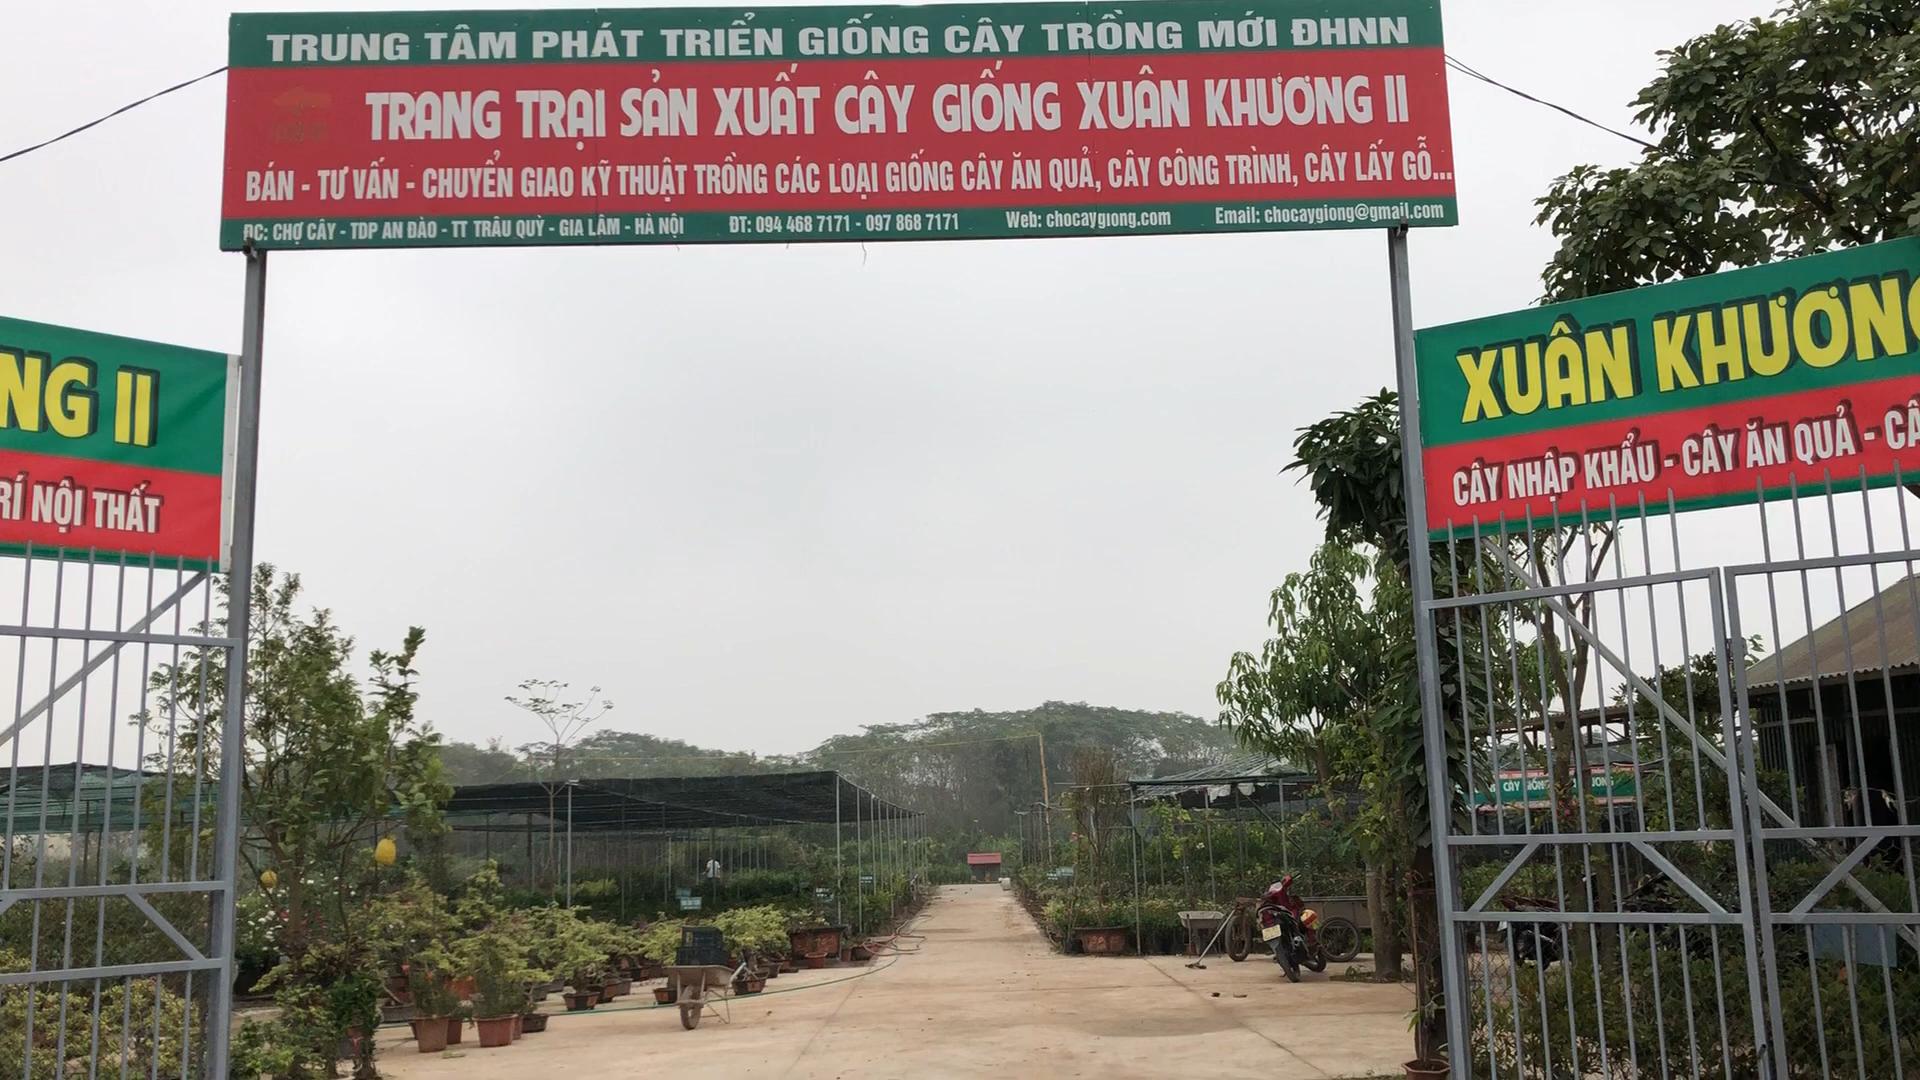 TRUNG TÂM PHÁT TRIỂN GIỐNG CÂY TRỒNG MỚI ĐHNN
TRANG TRẠI SẢN XUẤT CÂY GIỐNG XUÂN KHƯƠNG II
BÁN - TƯ VẤN - CHUYỂN GIAO KỸ THUẬT TRỒNG CÁC LOẠI GIỐNG CÂY ĂN QUẢ, CÂY CÔNG TRÌNH, CÂY LẤY GỖ...
ĐC: CHỢ CÂY - TDP AN ĐÀO - TT TRÂU QUỲ - GIA LÂM - HÀ NỘI ĐT: 094 468 7171 - 097 868 7171 Web: chocaygiong.com Email: chocaygiong@gmail.com
NG II
RÍ NỘI THẤT
XUÂN KHƯƠNG
CÂY NHẬP KHẨU - CÂY ĂN QUẢ - CÂ